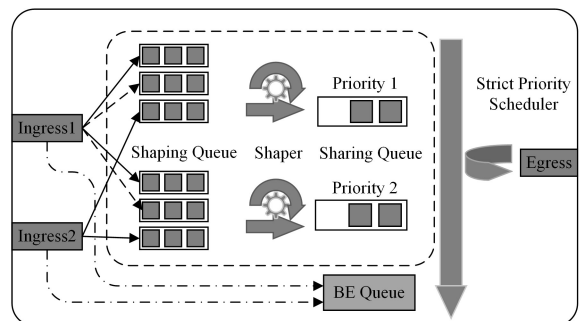 Priority 1
Strict Priority
Scheduler
Ingress1
Shaping Queue
Shaper
Sharing Queue
Egress
Priority 2
Ingress2
BE Queue